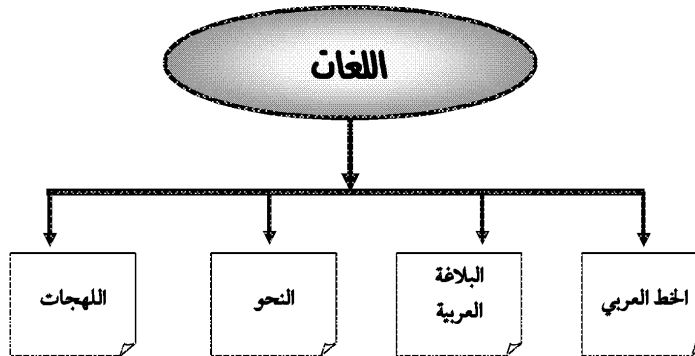 اللغات
الخط العربي
البلاغة
العربية
النحو
اللهجات